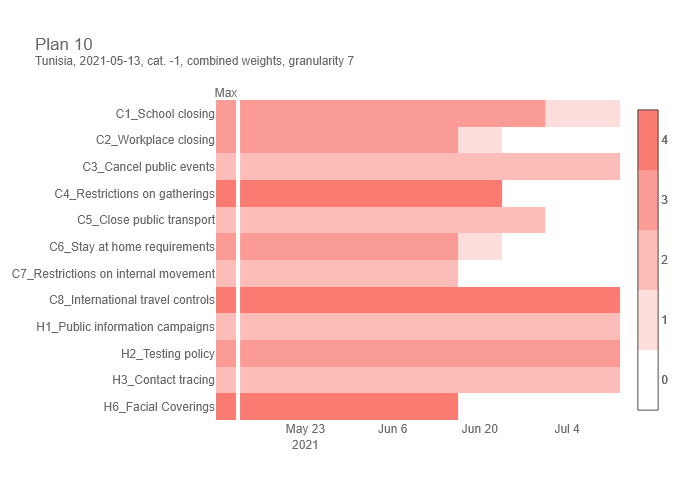 Plan 10
Tunisia, 2021-05-13, cat. -1, combined weights, granularity 7
Max
C1_School closing
C2_Workplace closing
C3_Cancel public events
C4_Restrictions on gatherings
C5_Close public transport
C6_Stay at home requirements
C7_Restrictions on internal movement
C8_International travel controls
H1_Public information campaigns
H2_Testing policy
H3_Contact tracing
H6_Facial Coverings
May 23
2021
Jun 6
Jun 20
Jul 4
4
3
2
1
0